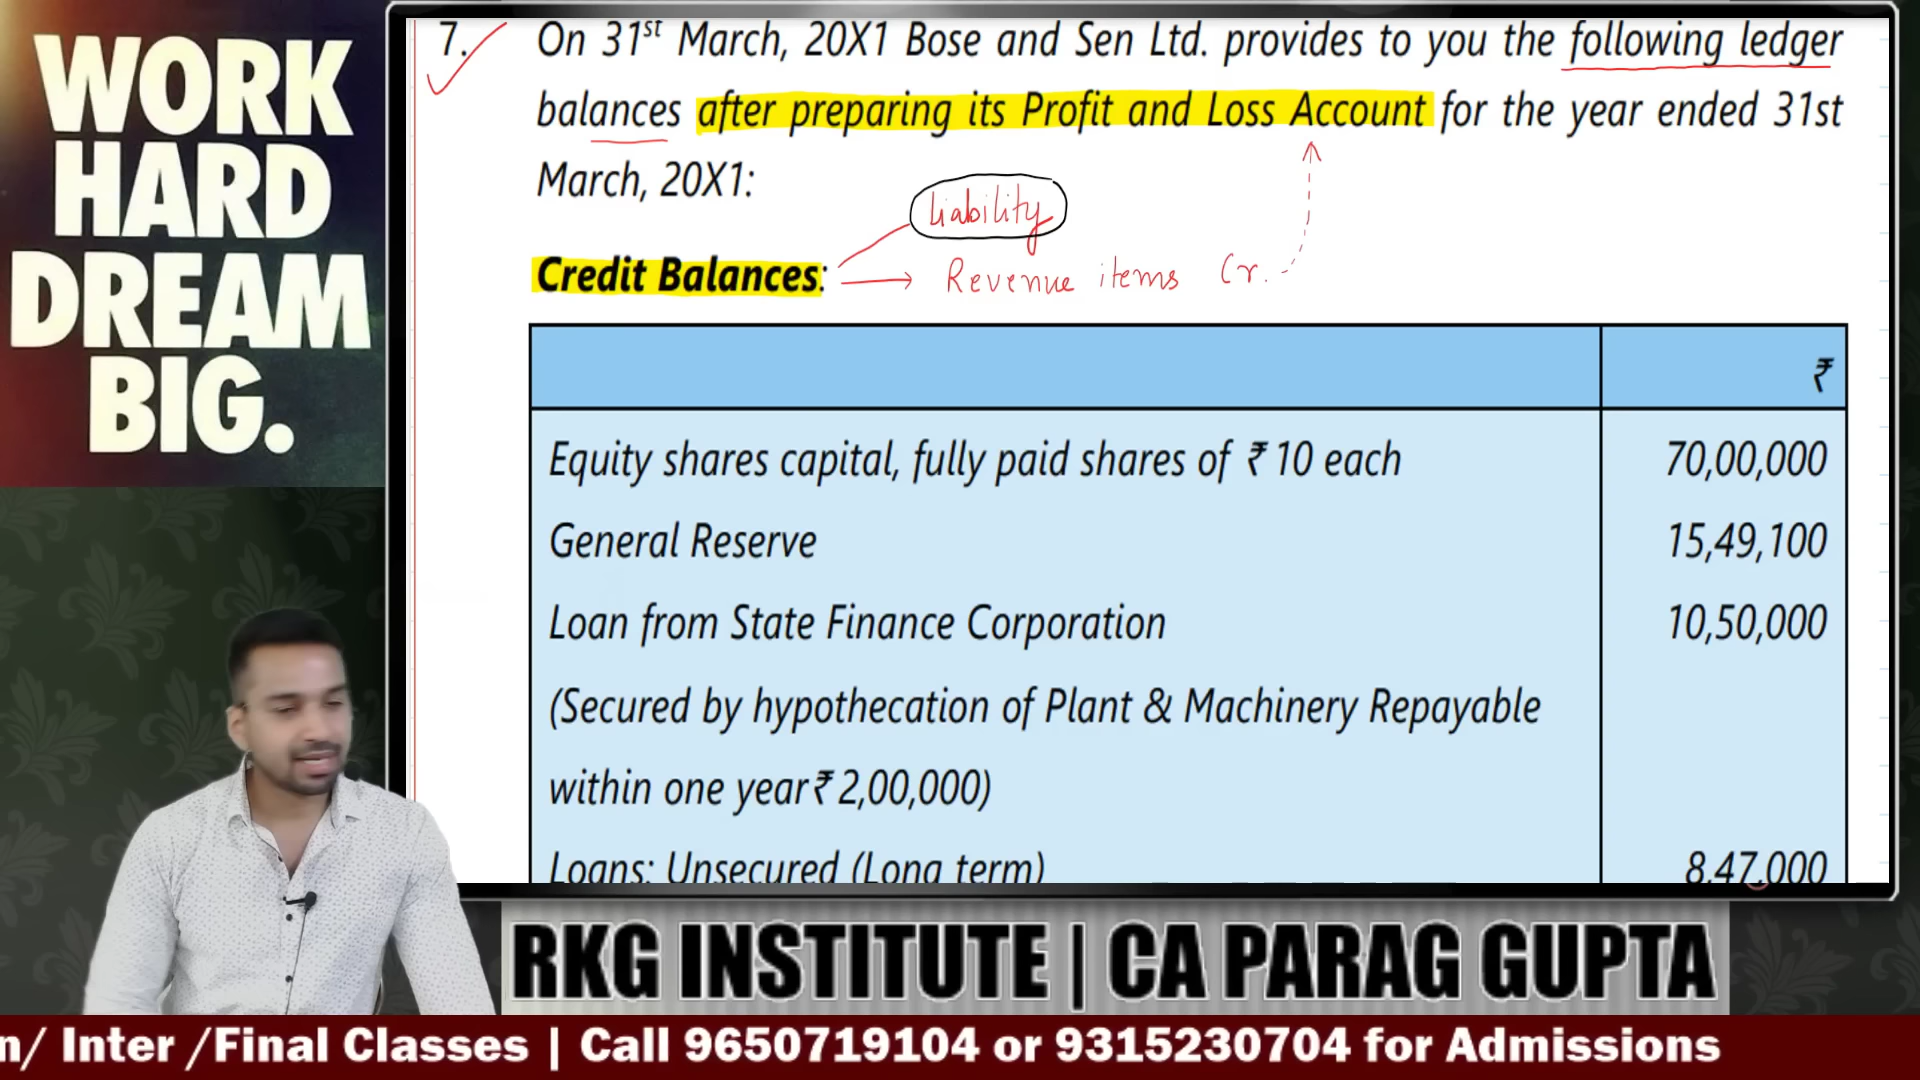 WORK
HARD
DREAM
BIG.
7. On 31st March, 20X1 Bose and Sen Ltd. provides to you the following ledger
balances after preparing its Profit and Loss Account for the year ended 31st
March, 20X1:
liability
Credit Balances:
Revenue items Cr.
₹
Equity shares capital, fully paid shares of ₹ 10 each 70,00,000
General Reserve 15,49,100
Loan from State Finance Corporation 10,50,000
(Secured by hypothecation of Plant & Machinery Repayable
within one year ₹ 2,00,000)
Loans: Unsecured (Long term) 8,47,000
RKG INSTITUTE | CA PARAG GUPTA
n/ Inter /Final Classes | Call 9650719104 or 9315230704 for Admissions